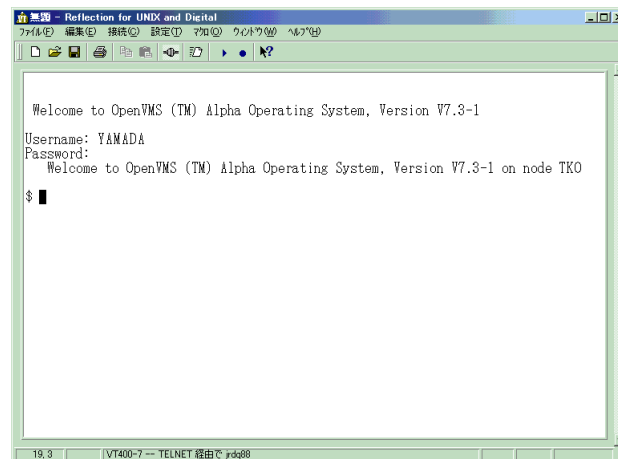 無題 - Reflection for UNIX and Digital
ファイル(F) 編集(E) 接続(C) 設定(T) マクロ(O) ウィンドウ(W) ヘルプ(H)
Welcome to OpenVMS (TM) Alpha Operating System, Version V7.3-1
Username: YAMADA
Password:
Welcome to OpenVMS (TM) Alpha Operating System, Version V7.3-1 on node TKO
$
19, 3 VT400-7 -- TELNET 経由で jrdq88